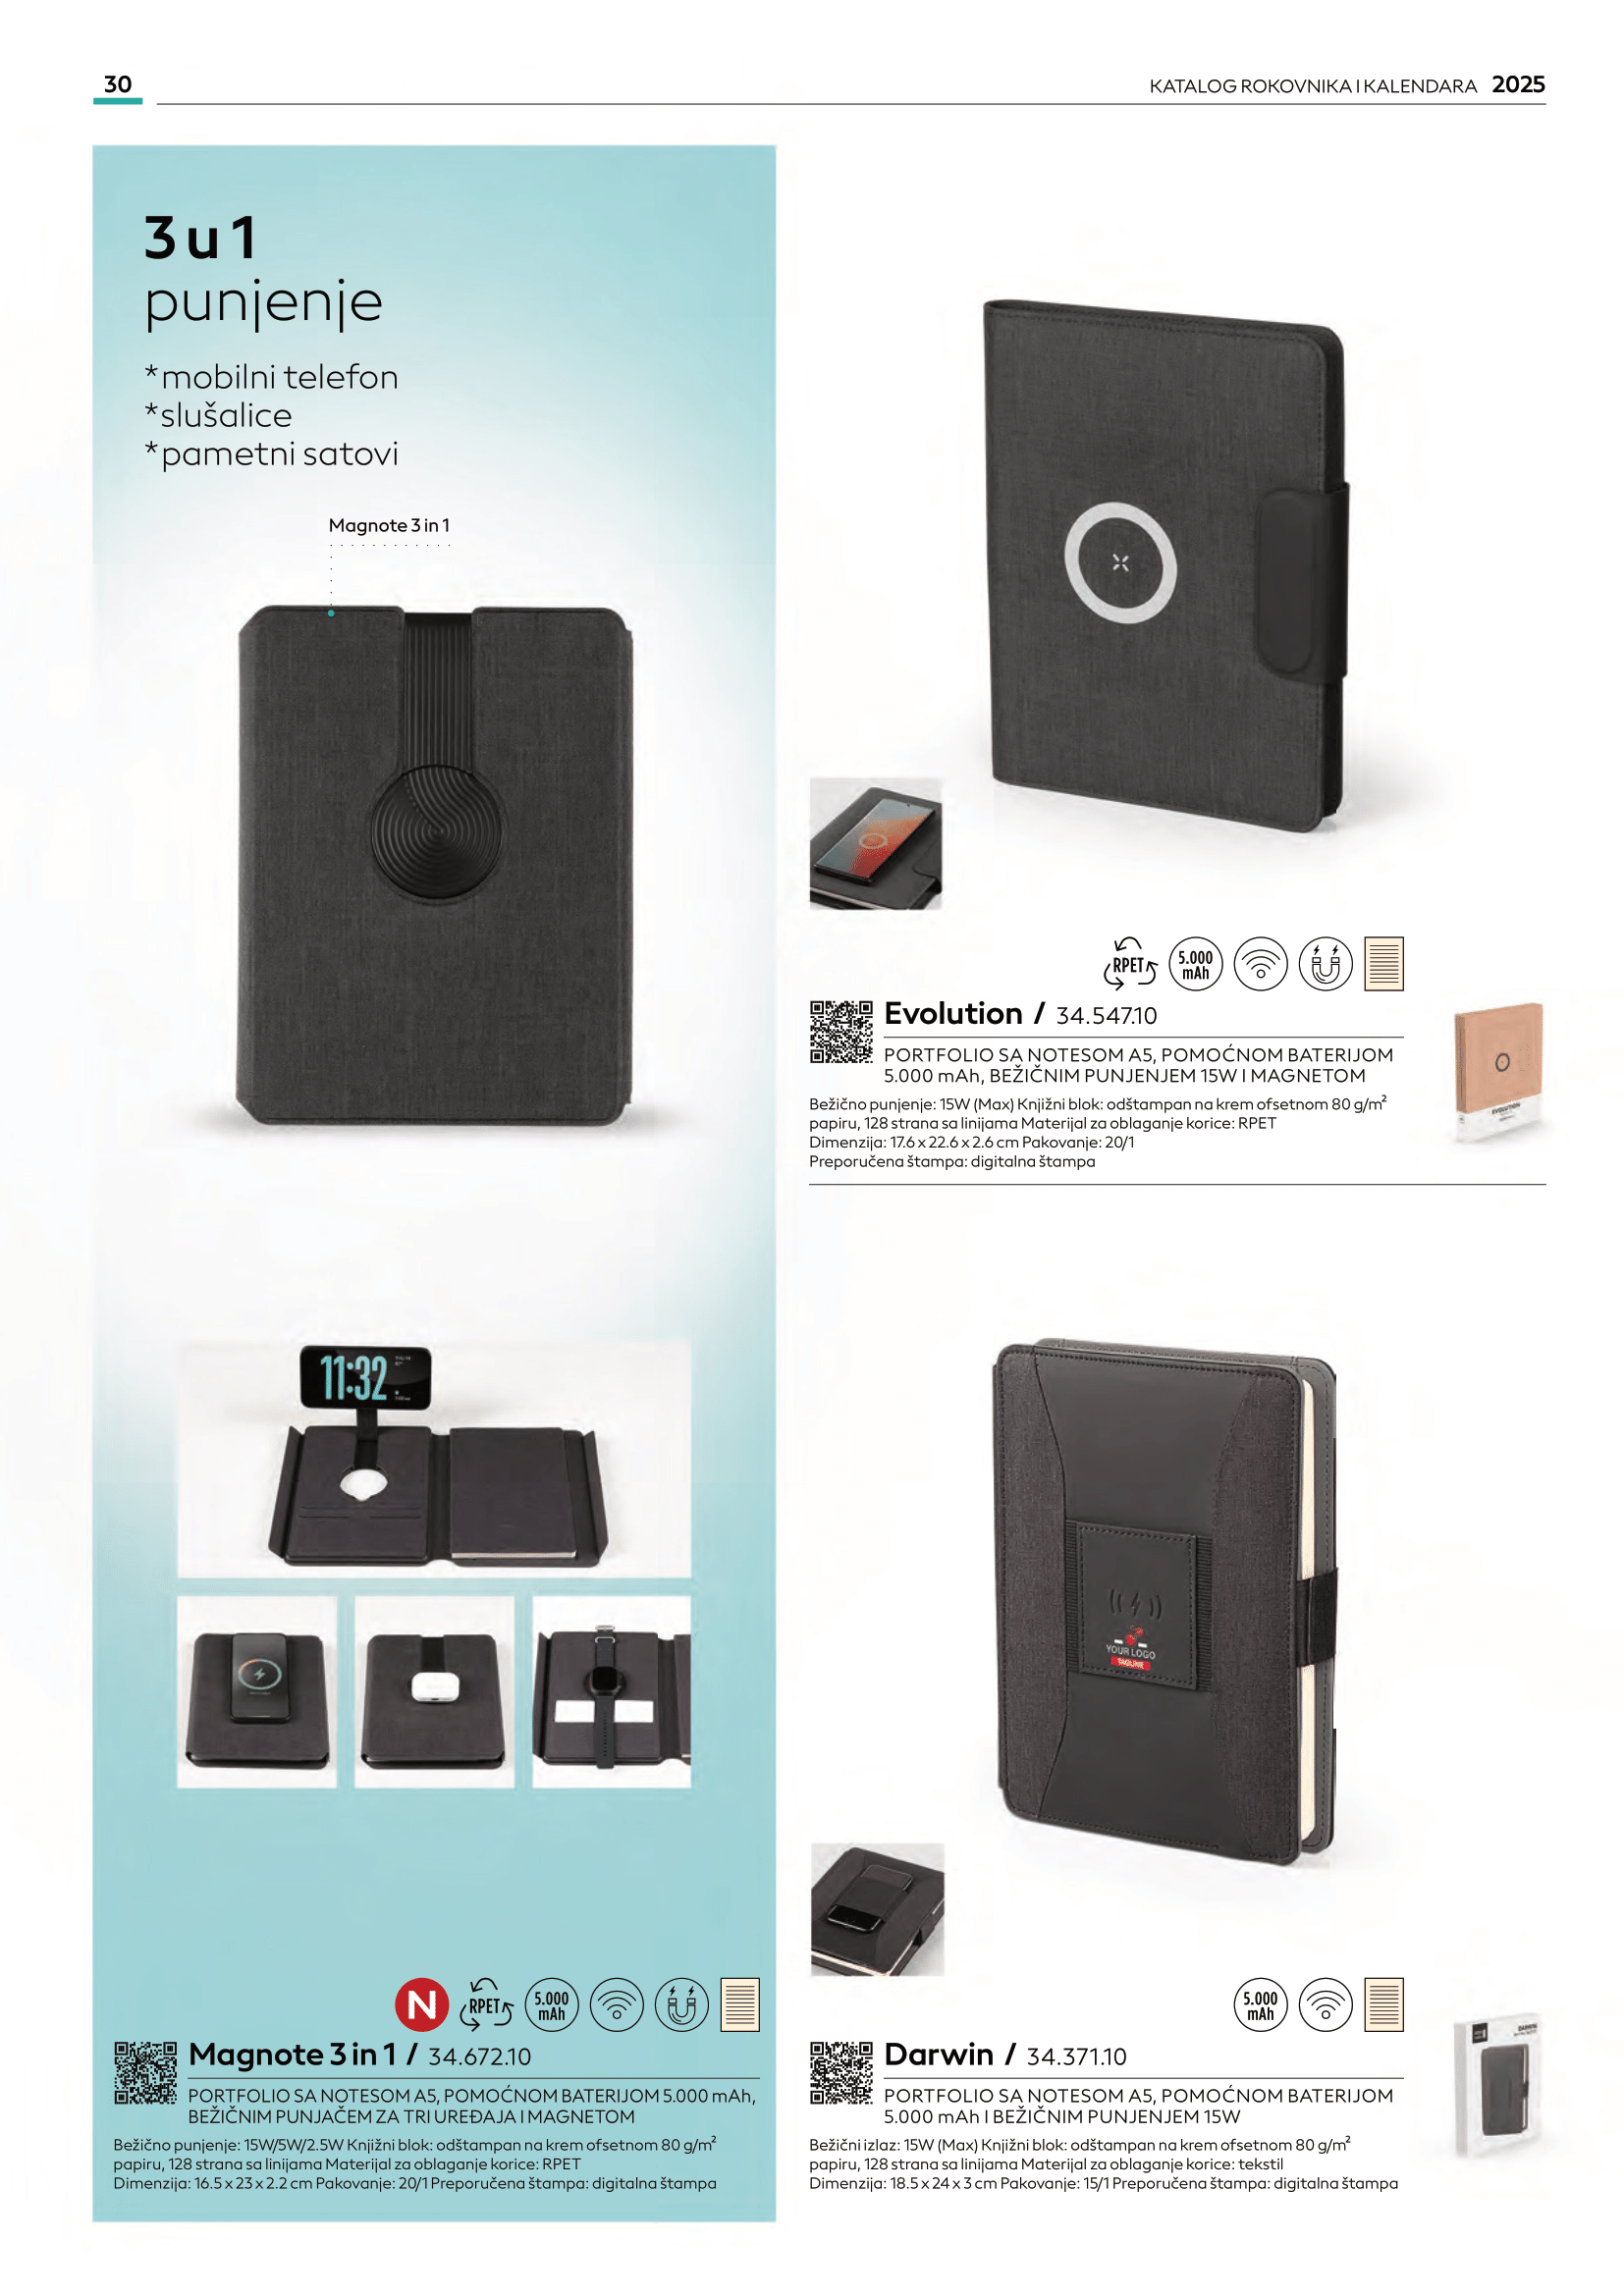 30
KATALOG ROKOVNIKA I KALENDARA 2025
3 u 1
punjenje
*mobilni telefon
*slušalice
*pametni satovi
Magnote 3 in 1
11:32
N
RPET
5.000
mAh
Magnote 3 in 1 / 34.672.10
PORTFOLIO SA NOTESOM A5, POMOĆNOM BATERIJOM 5.000 mAh,
BEŽIČNIM PUNJAČEM ZA TRI UREĐAJA I MAGNETOM
Bežično punjenje: 15W/5W/2.5W Knjižni blok: odštampan na krem ofsetnom 80 g/m²
papiru, 128 strana sa linijama Materijal za oblaganje korice: RPET
Dimenzija: 16.5 x 23 x 2.2 cm Pakovanje: 20/1 Preporučena štampa: digitalna štampa
RPET
5.000
mAh
Evolution / 34.547.10
PORTFOLIO SA NOTESOM A5, POMOĆNOM BATERIJOM
5.000 mAh, BEŽIČNIM PUNJENJEM 15W I MAGNETOM
Bežično punjenje: 15W (Max) Knjižni blok: odštampan na krem ofsetnom 80 g/m²
papiru, 128 strana sa linijama Materijal za oblaganje korice: RPET
Dimenzija: 17.6 x 22.6 x 2.6 cm Pakovanje: 20/1
Preporučena štampa: digitalna štampa
EVOLUTION
YOUR LOGO
TAGLINE
5.000
mAh
Darwin / 34.371.10
PORTFOLIO SA NOTESOM A5, POMOĆNOM BATERIJOM
5.000 mAh I BEŽIČNIM PUNJENJEM 15W
Bežični izlaz: 15W (Max) Knjižni blok: odštampan na krem ofsetnom 80 g/m²
papiru, 128 strana sa linijama Materijal za oblaganje korice: tekstil
Dimenzija: 18.5 x 24 x 3 cm Pakovanje: 15/1 Preporučena štampa: digitalna štampa
DARWIN